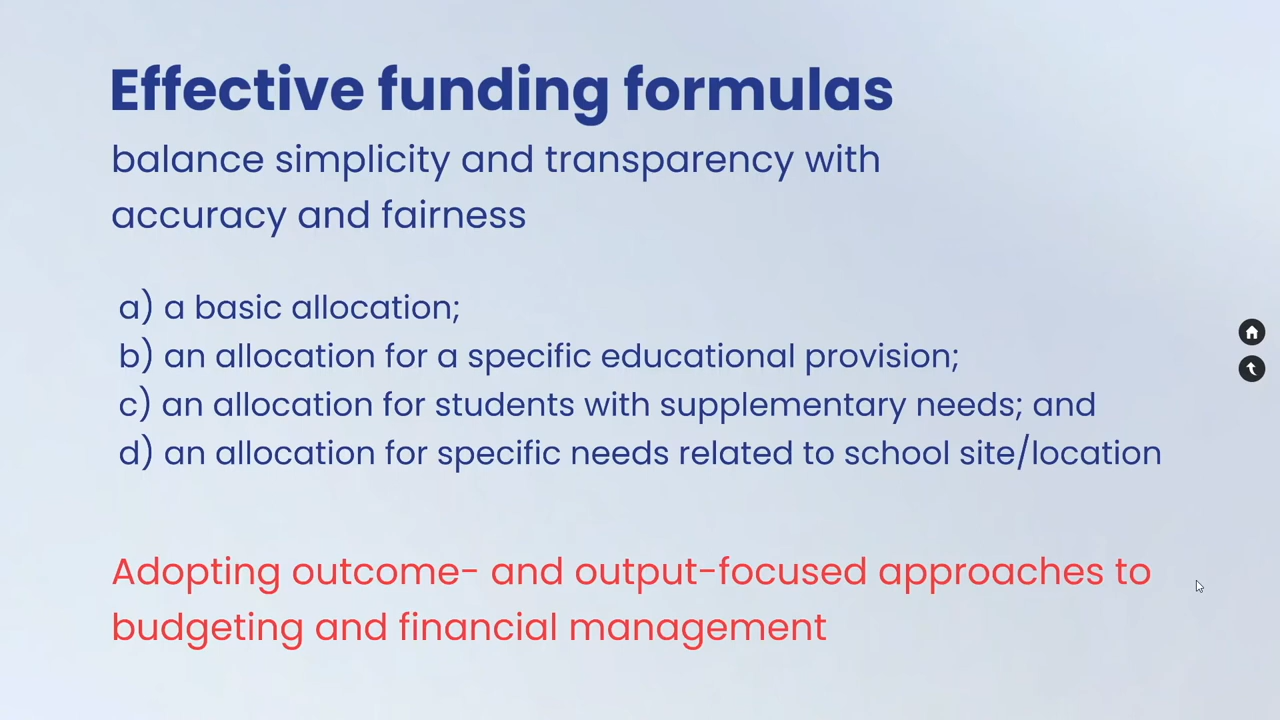 Effective funding formulas
balance simplicity and transparency with
accuracy and fairness
a) a basic allocation;
b) an allocation for a specific educational provision;
c) an allocation for students with supplementary needs; and
d) an allocation for specific needs related to school site/location
Adopting outcome- and output-focused approaches to
budgeting and financial management